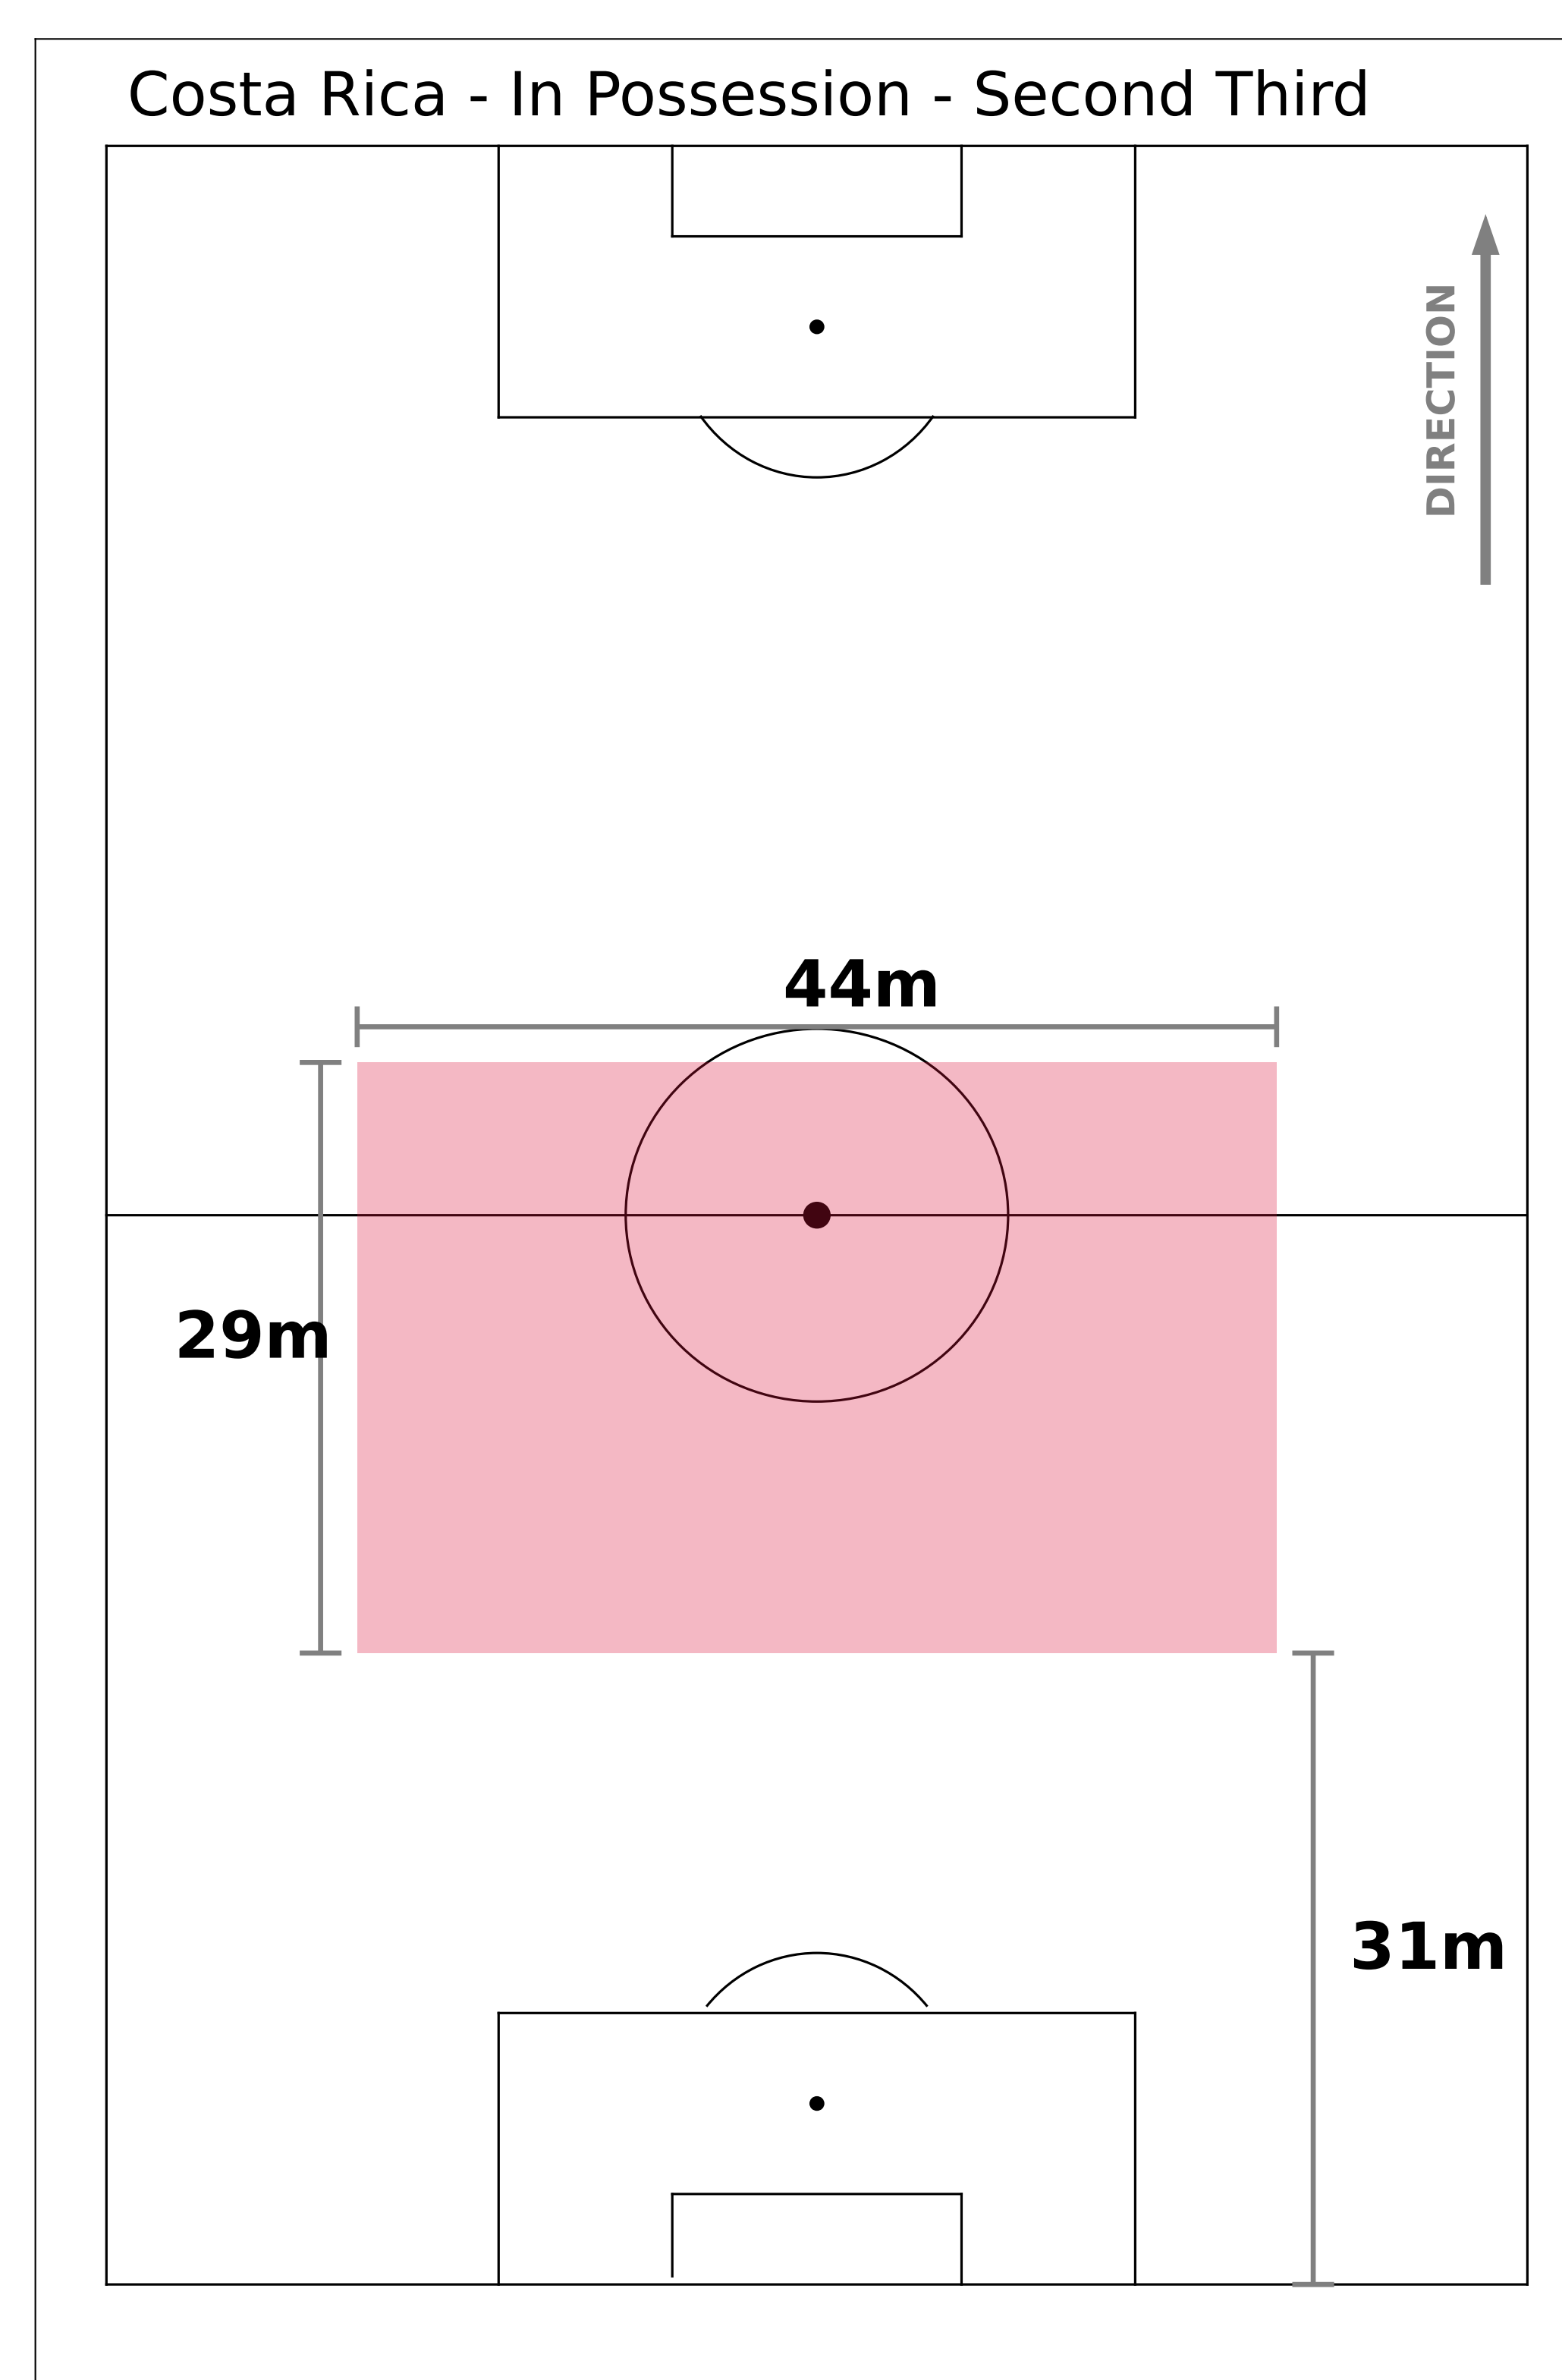 Costa Rica - In Possession - Second Third
DIRECTION
44m
29m
31m